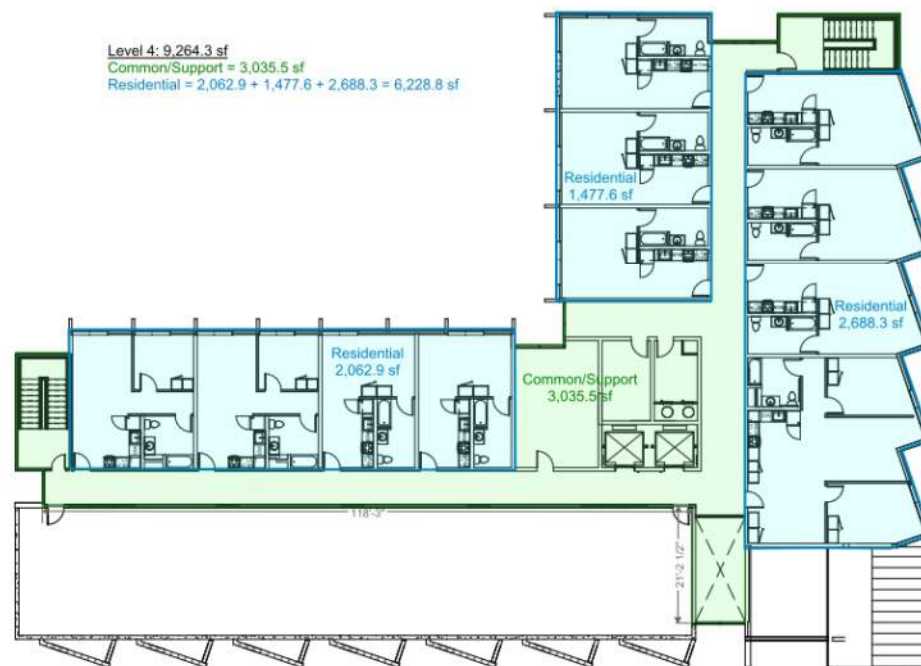 Level 4: 9,264.3 sf
Common/Support = 3,035.5 sf
Residential = 2,062.9 + 1,477.6 + 2,688.3 = 6,228.8 sf
Residential
1,477.6 sf
Residential
2,688.3 sf
Residential
2,062.9 sf
Common/Support
3,035.5 sf
118'-3"
21'-2 1/2"